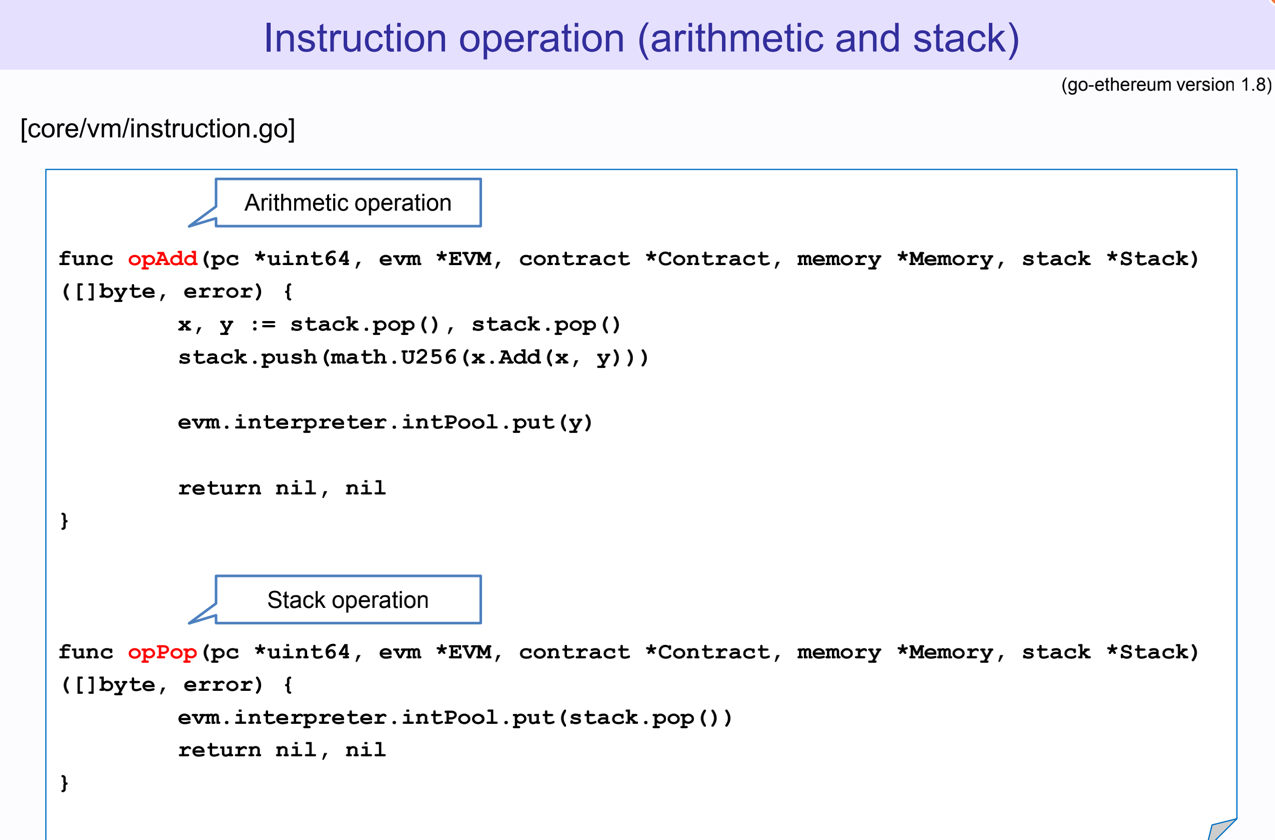 Instruction operation (arithmetic and stack)
(go-ethereum version 1.8)
[core/vm/instruction.go]
Arithmetic operation
func opAdd(pc *uint64, evm *EVM, contract *Contract, memory *Memory, stack *Stack)
([]byte, error) {
x, y := stack.pop(), stack.pop()
stack.push(math.U256(x.Add(x, y)))
evm.interpreter.intPool.put(y)
return nil, nil
}
Stack operation
func opPop(pc *uint64, evm *EVM, contract *Contract, memory *Memory, stack *Stack)
([]byte, error) {
evm.interpreter.intPool.put(stack.pop())
return nil, nil
}